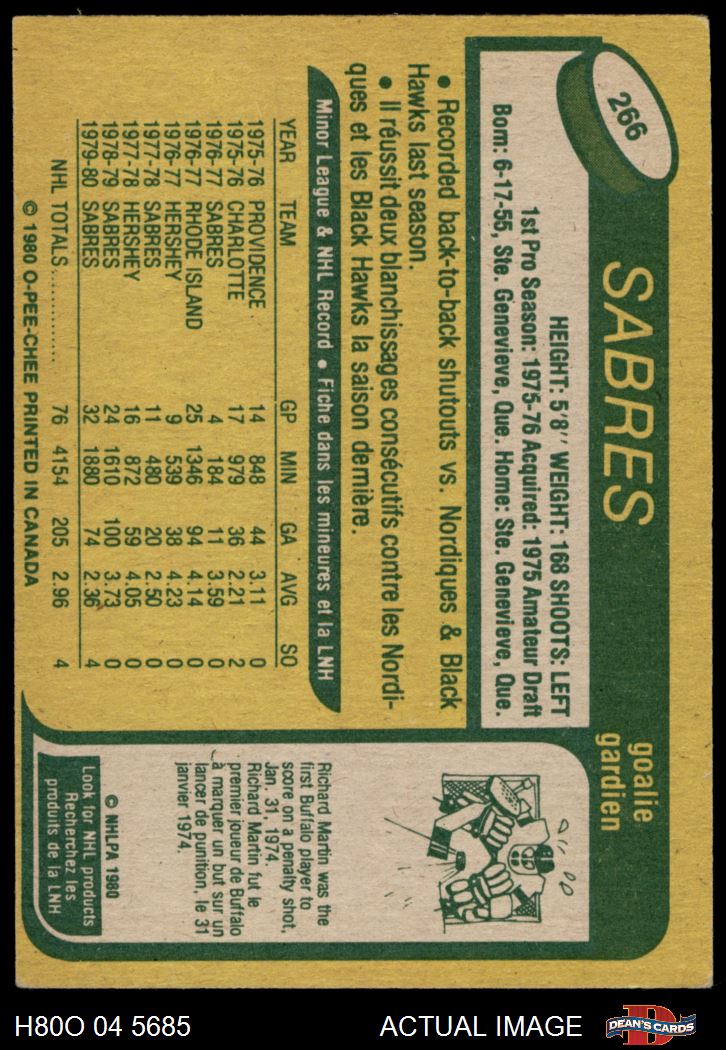 266
SABRES
goalie
gardien
HEIGHT: 5'8'' WEIGHT: 168 SHOOTS: LEFT
1st Pro Season: 1975-76 Acquired: 1975 Amateur Draft
Born: 6-17-55, Ste. Genevieve, Que. Home: Ste. Genevieve, Que.
• Recorded back-to-back shutouts vs. Nordiques & Black
Hawks last season.
• Il réussit deux blanchissages consécutifs contre les Nordi-
ques et les Black Hawks la saison dernière.
Minor League & NHL Record • Fiche dans les mineures et la LNH
YEAR TEAM GP MIN GA AVG SO
1975-76 PROVIDENCE 14 848 44 3.11 0
1975-76 CHARLOTTE 17 979 36 2.21 2
1976-77 SABRES 4 184 11 3.59 0
1976-77 RHODE ISLAND 25 1346 94 4.14 0
1976-77 HERSHEY 9 539 38 4.23 0
1977-78 SABRES 11 480 20 2.50 0
1977-78 HERSHEY 16 872 59 4.05 0
1978-79 SABRES 24 1610 100 3.73 0
1979-80 SABRES 32 1880 74 2.36 4
NHL TOTALS............ 76 4154 205 2.96 4
© 1980 O-PEE-CHEE PRINTED IN CANADA
Richard Martin was the
first Buffalo player to
score on a penalty shot,
Jan. 31, 1974.
Richard Martin fut le
premier joueur de Buffalo
à marquer un but sur un
lancer de punition, le 31
janvier 1974.
© NHLPA 1980
Look for NHL products
Recherchez les
produits de la LNH
H80O 04 5685
ACTUAL IMAGE
D
DEAN'S CARDS